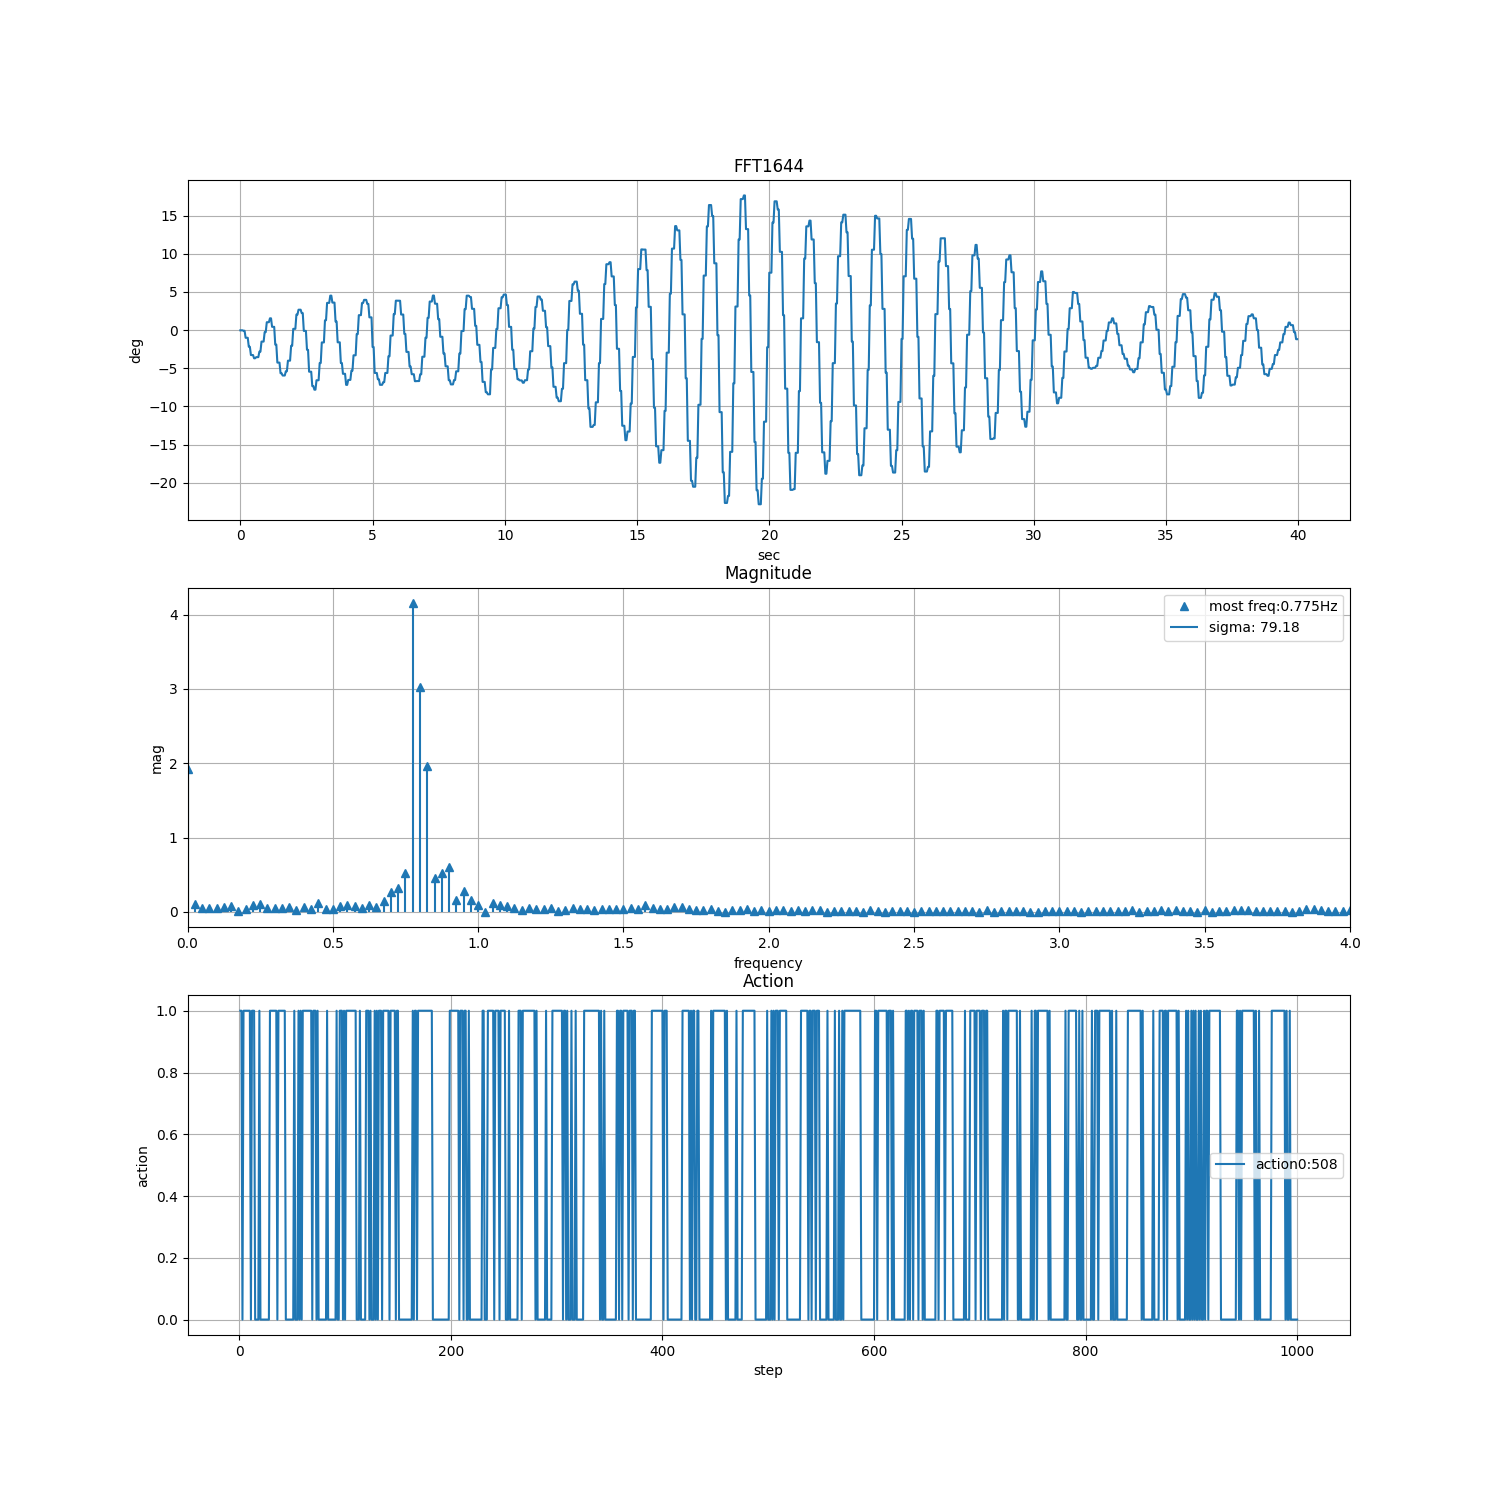 FFT1644
15
10
5
0
−5
−10
−15
−20
deg
0 5 10 15 20 25 30 35 40
sec
Magnitude
most freq:0.775Hz
sigma: 79.18
4
3
2
1
0
mag
0.0 0.5 1.0 1.5 2.0 2.5 3.0 3.5 4.0
frequency
Action
1.0
0.8
0.6
0.4
0.2
0.0
action
action0:508
0 200 400 600 800 1000
step